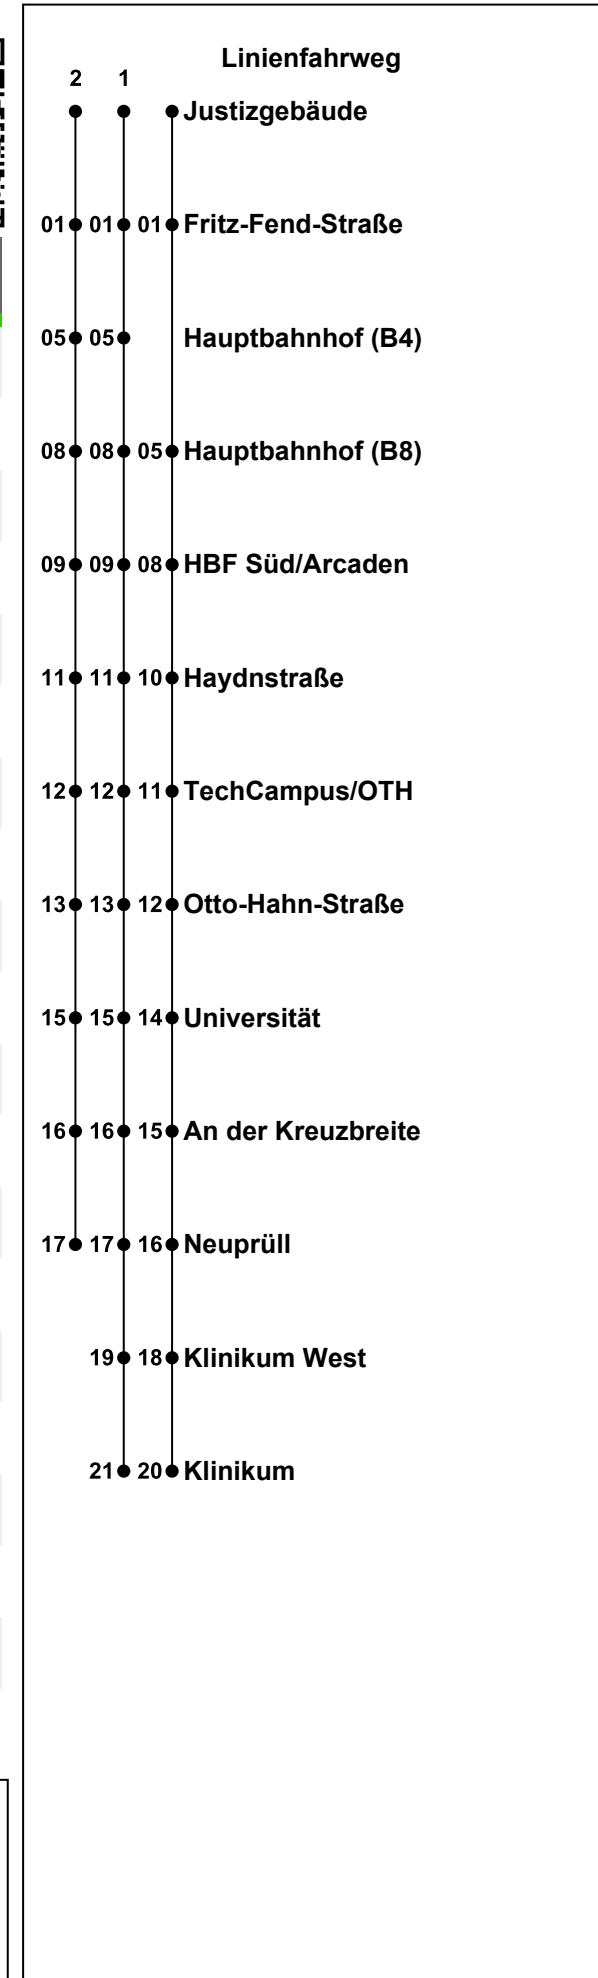 Linienfahrweg
2 1
Justizgebäude
01 01 01 Fritz-Fend-Straße
05 05 Hauptbahnhof (B4)
08 08 05 Hauptbahnhof (B8)
09 09 08 HBF Süd/Arcaden
11 11 10 Haydnstraße
12 12 11 TechCampus/OTH
13 13 12 Otto-Hahn-Straße
15 15 14 Universität
16 16 15 An der Kreuzbreite
17 17 16 Neuprüll
19 18 Klinikum West
21 20 Klinikum